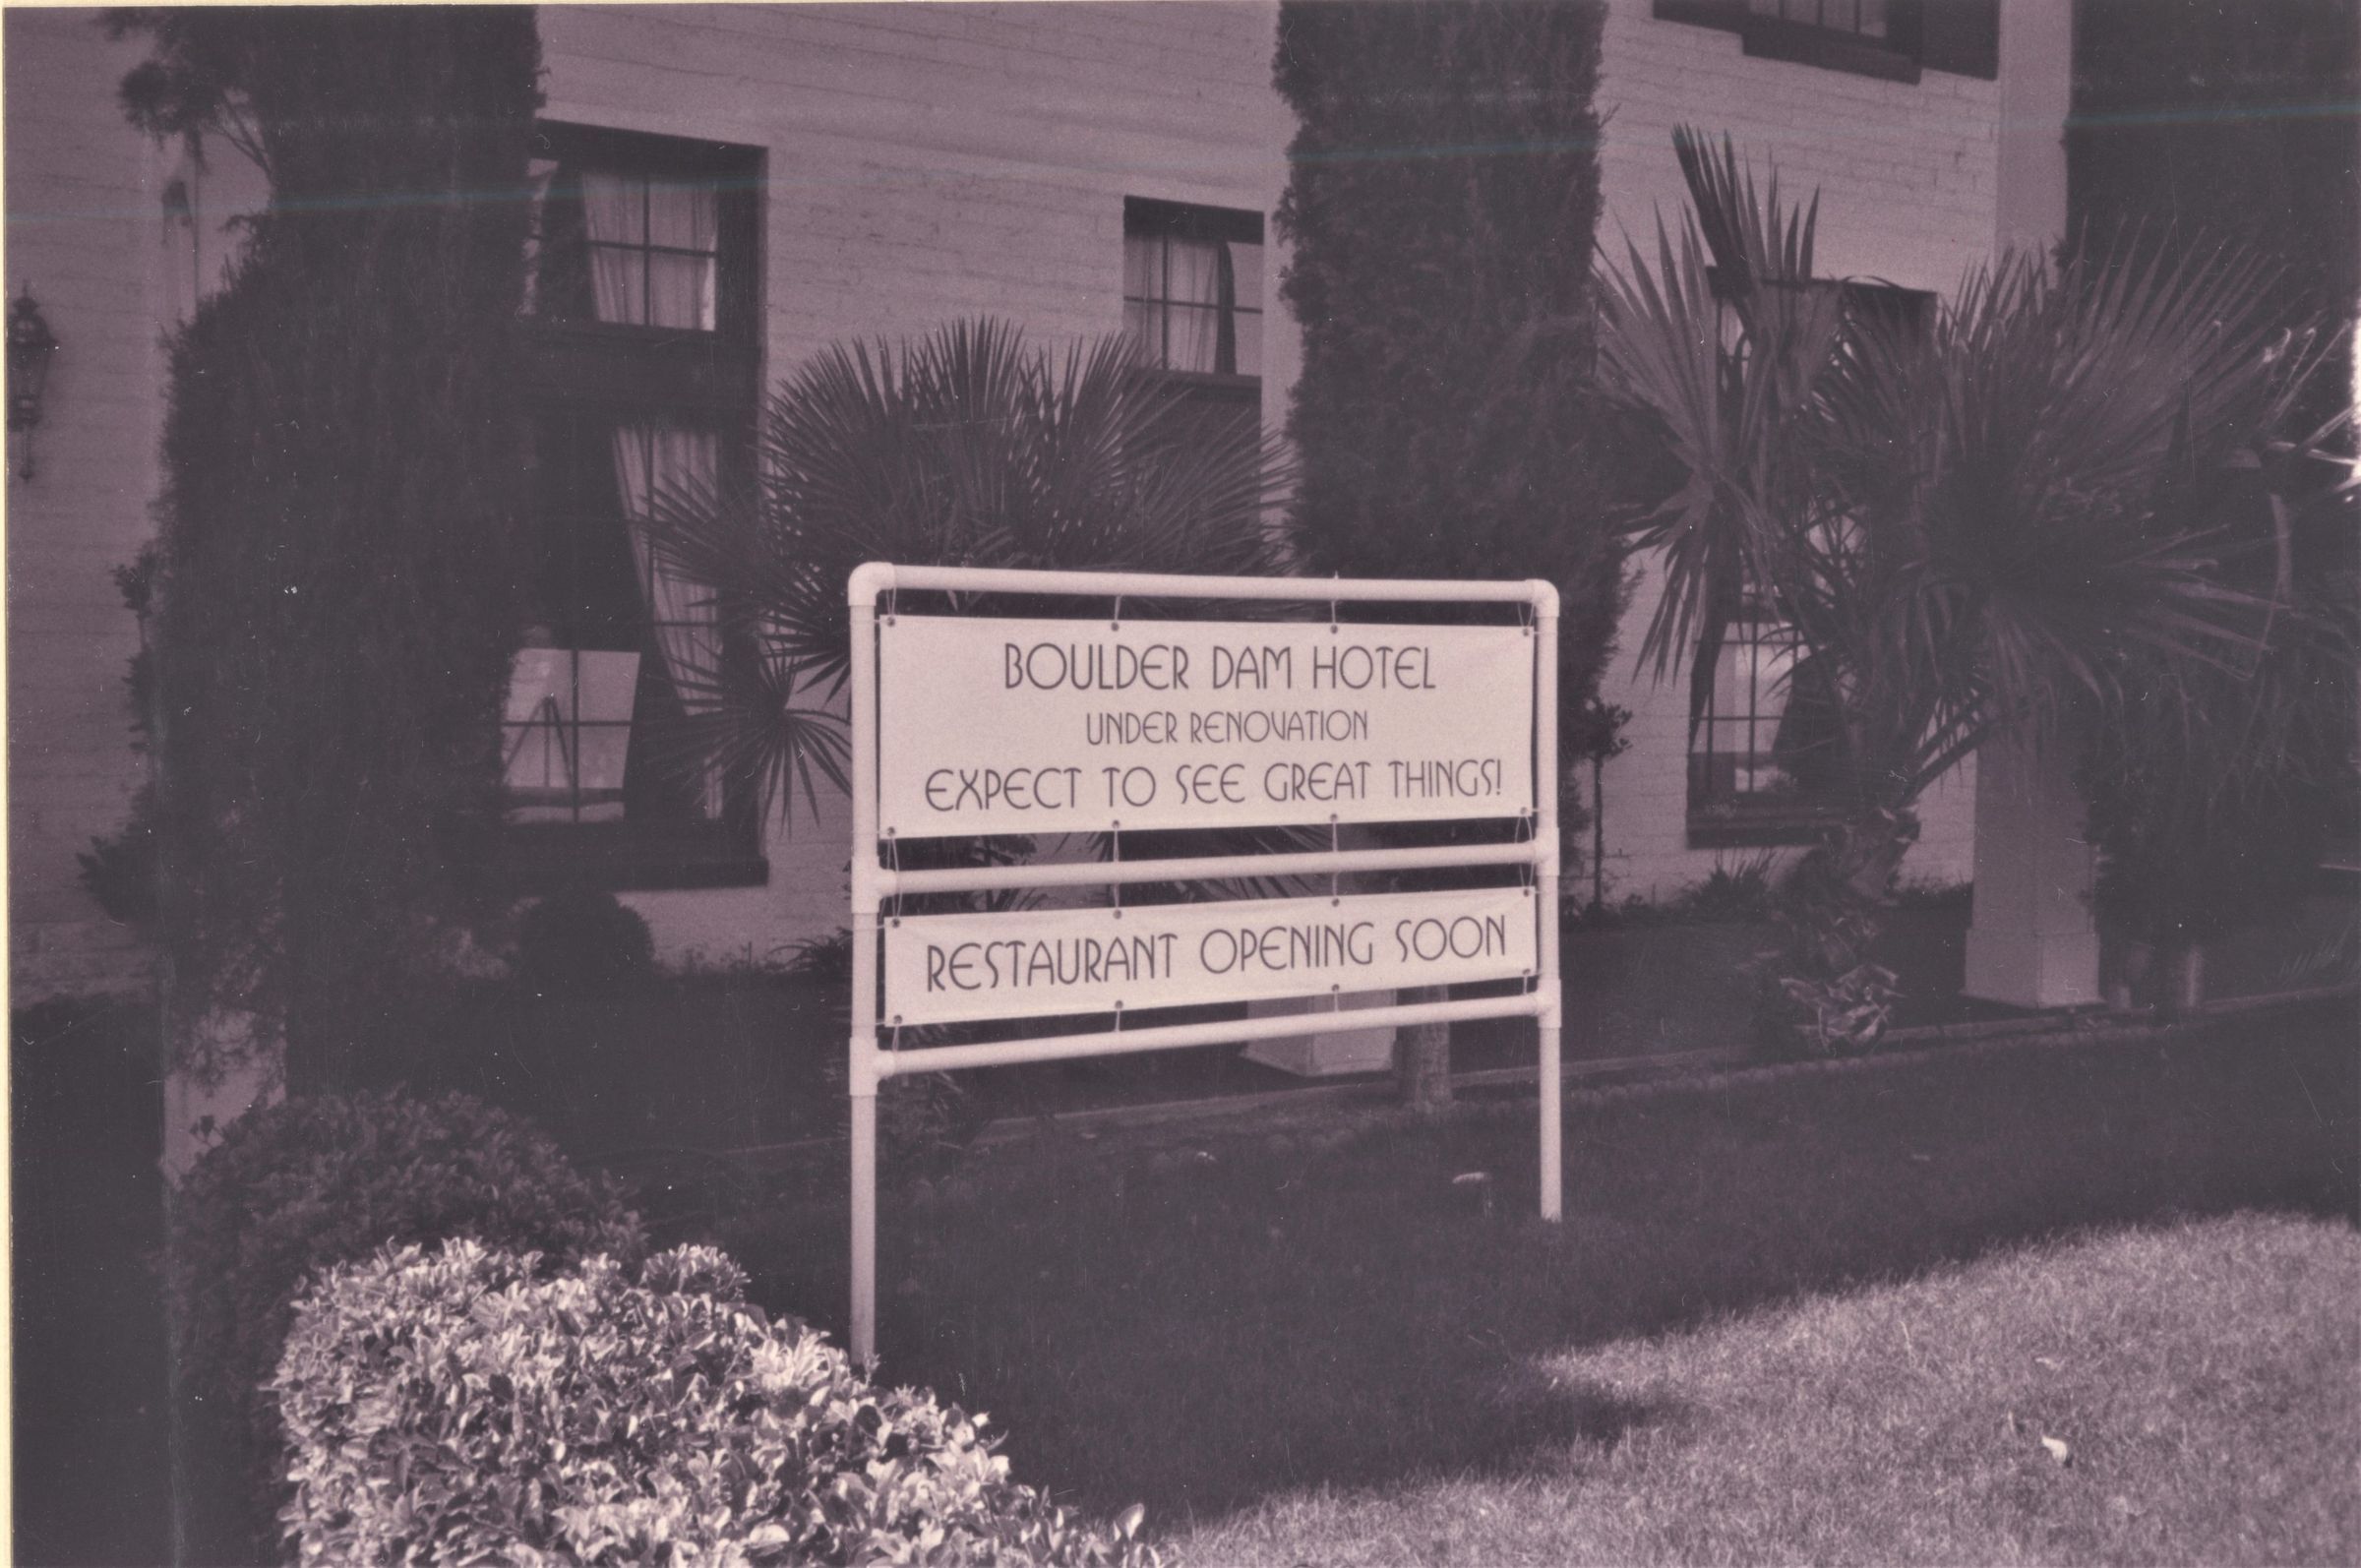 BOULDER DAM HOTEL
UNDER RENOVATION
EXPECT TO SEE GREAT THINGS!
RESTAURANT OPENING SOON